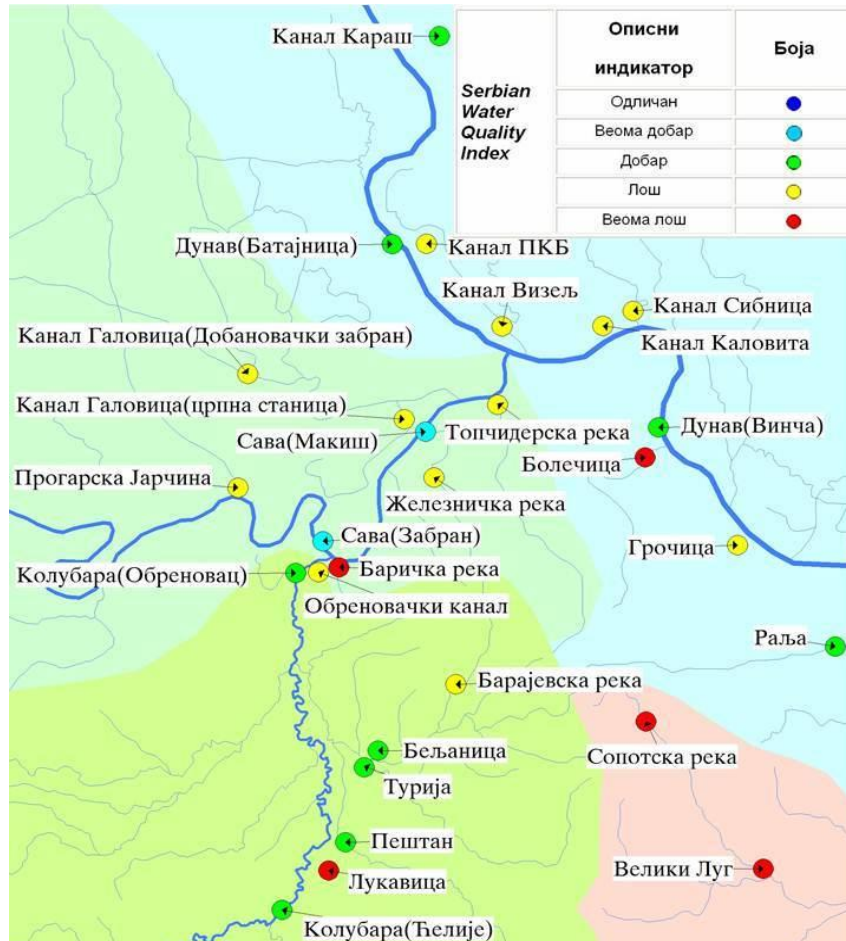 Канал Караш
Serbian
Water
Quality
Index
Описни
индикатор
Боја
Одличан
Веома добар
Добар
Лош
Веома лош
Дунав(Батајница)
Канал ПКБ
Канал Визељ
Канал Сибница
Канал Галовица(Добановачки забран)
Канал Каловита
Канал Галовица(црпна станица)
Сава(Макиш)
Топчидерска река
Дунав(Винча)
Болечица
Прогарска Јарчина
Железничка река
Сава(Забран)
Грочица
Колубара(Обреновац)
Баричка река
Обреновачки канал
Раља
Барајевска река
Бељаница
Сопотска река
Турија
Пештан
Велики Луг
Лукавица
Колубара(Ћелије)